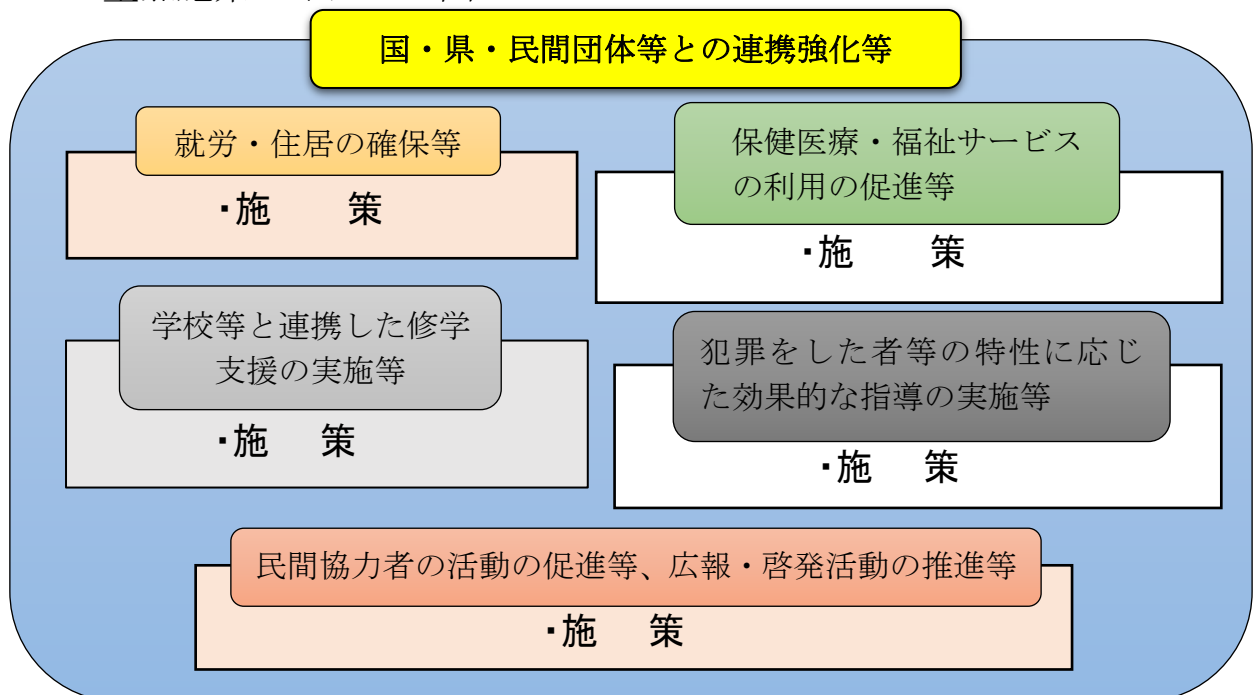 国・県・民間団体等との連携強化等
就労・住居の確保等
・施　策
保健医療・福祉サービス
の利用の促進等
・施　策
学校等と連携した修学
支援の実施等
・施　策
犯罪をした者等の特性に応じ
た効果的な指導の実施等
・施　策
民間協力者の活動の促進等、広報・啓発活動の推進等
・施　策